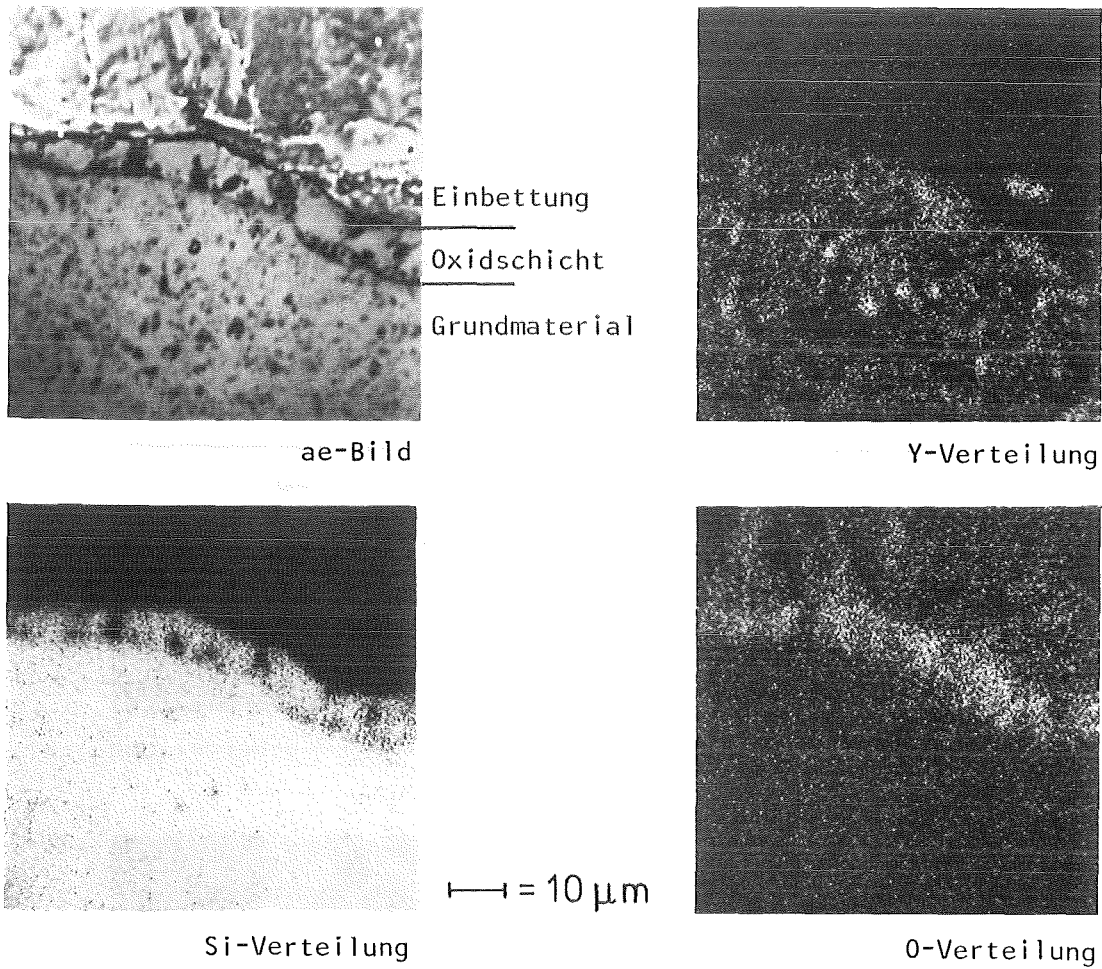 Einbettung
Oxidschicht
Grundmaterial
ae-Bild
Y-Verteilung
= 10 µm
Si-Verteilung
O-Verteilung